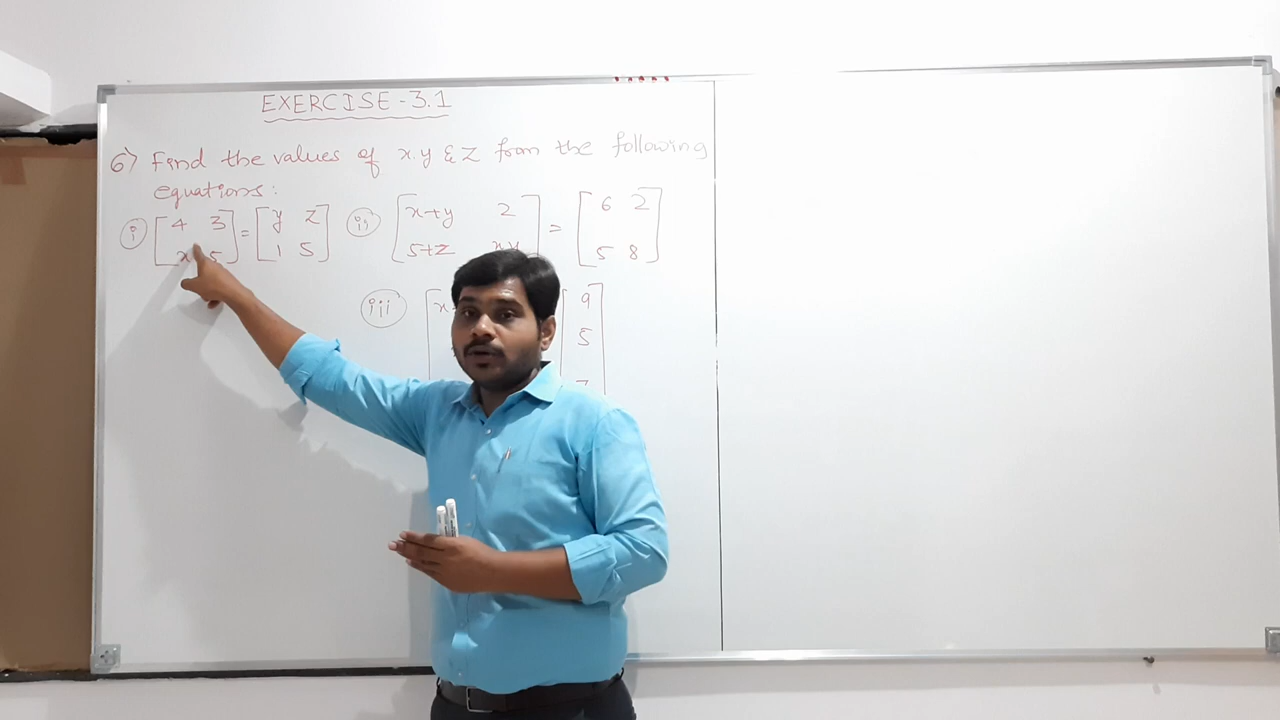 EXERCISE-3.1
6) Find the values of x, y & z from the following
equations:
i) [4 3] = [y z] ii) [x+y 2] = [6 2]
[x 5] [1 5] [5+z xy] [5 8]
iii) [x [9
5
7